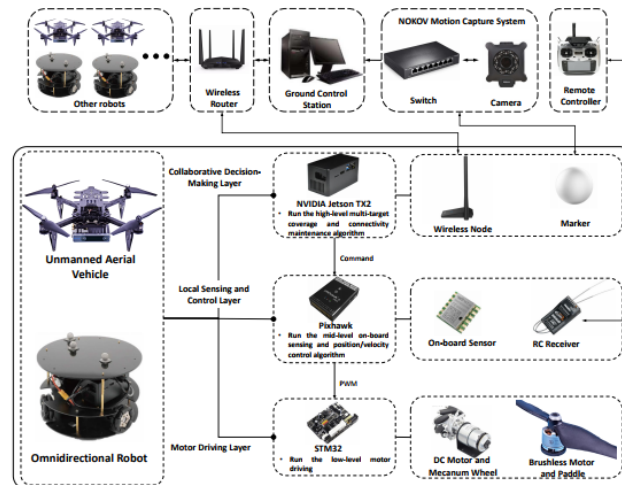 NOKOV Motion Capture System
Other robots
Wireless
Router
Ground Control
Station
Switch
Camera
Remote
Controller
Collaborative Decision-
Making Layer
NVIDIA Jetson TX2
• Run the high-level multi-target
coverage and connectivity
maintenance algorithm
Wireless Node
Marker
Unmanned Aerial
Vehicle
Command
Local Sensing and
Control Layer
Pixhawk
• Run the mid-level on-board
sensing and position/velocity
control algorithm
On-board Sensor
RC Receiver
PWM
Omnidirectional Robot
Motor Driving Layer
STM32
• Run the low-level motor
driving
DC Motor and
Mecanum Wheel
Brushless Motor
and Paddle